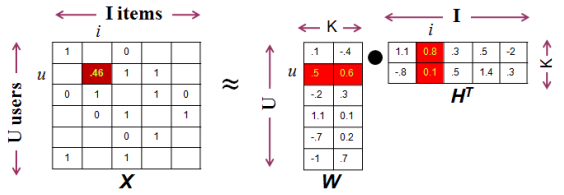 I items
i
U users
u
1 0
.46 1 1
0 1 1 0
0 1 1
0 1
1 1
X
≈
K
U
u
.1 -.4
.5 0.6
-.2 .3
1.1 0.1
-.7 0.2
-1 .7
W
I
i
1.1 0.8 .3 .5 -2
-.8 0.1 .5 1.4 .3
K
Hᵀ